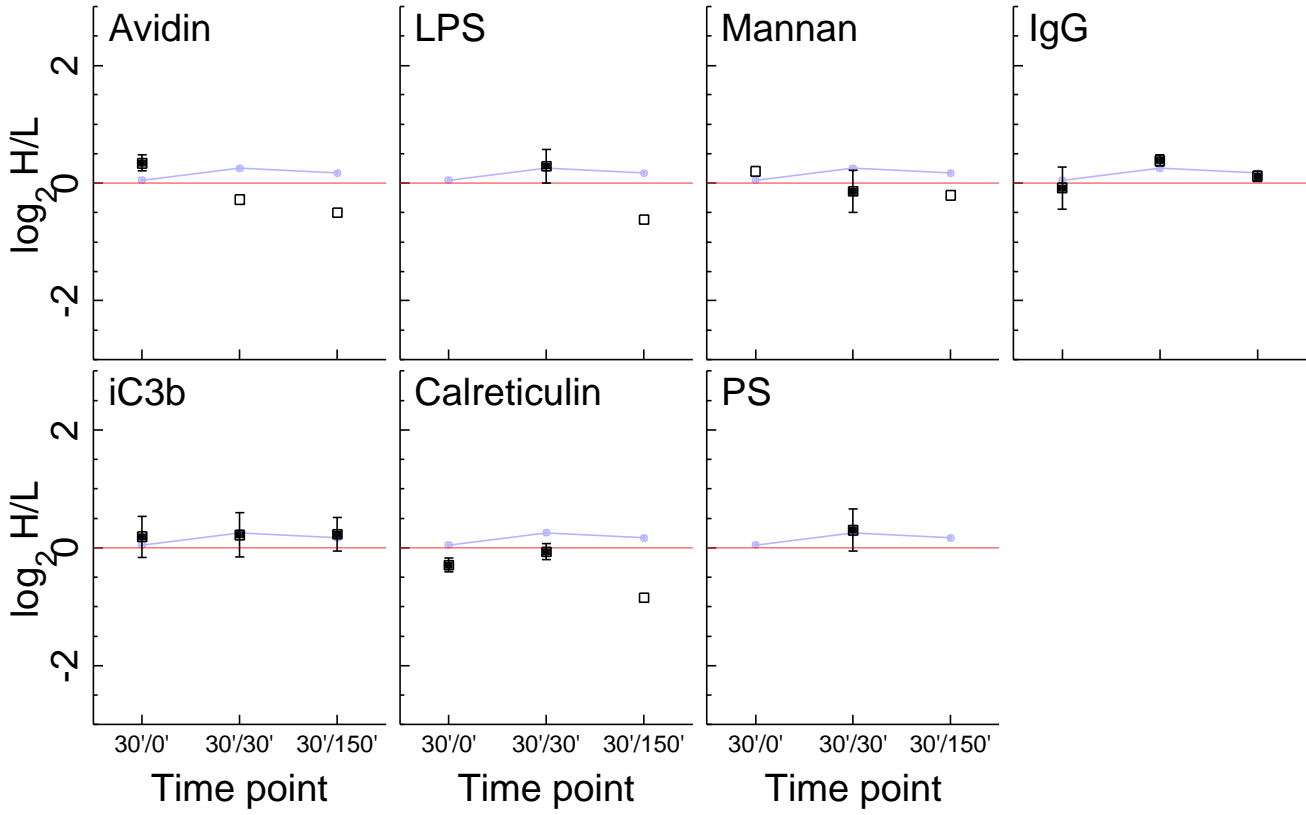 Avidin
LPS
Mannan
IgG
log2 H/L
2
0
-2
iC3b
Calreticulin
PS
log2 H/L
2
0
-2
30'/0' 30'/30' 30'/150'
30'/0' 30'/30' 30'/150'
30'/0' 30'/30' 30'/150'
Time point
Time point
Time point